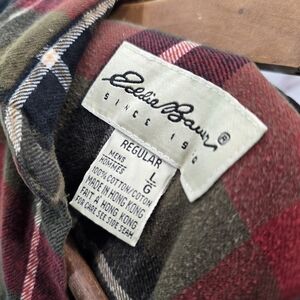 Eddie Bauer®
SINCE 19
REGULAR
MENS L
HOMMES G
100% COTTON/COTON
MADE IN HONG KONG
FAIT A HONG KONG
FOR CARE SEE SIDE SEAM